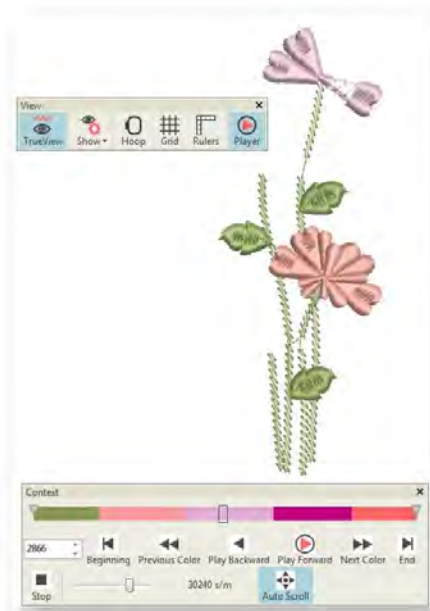 View
TrueView Show Hoop Grid Rulers Player
Context
2866
Beginning Previous Color Play Backward Play Forward Next Color End
Stop 30240 s/m Auto Scroll